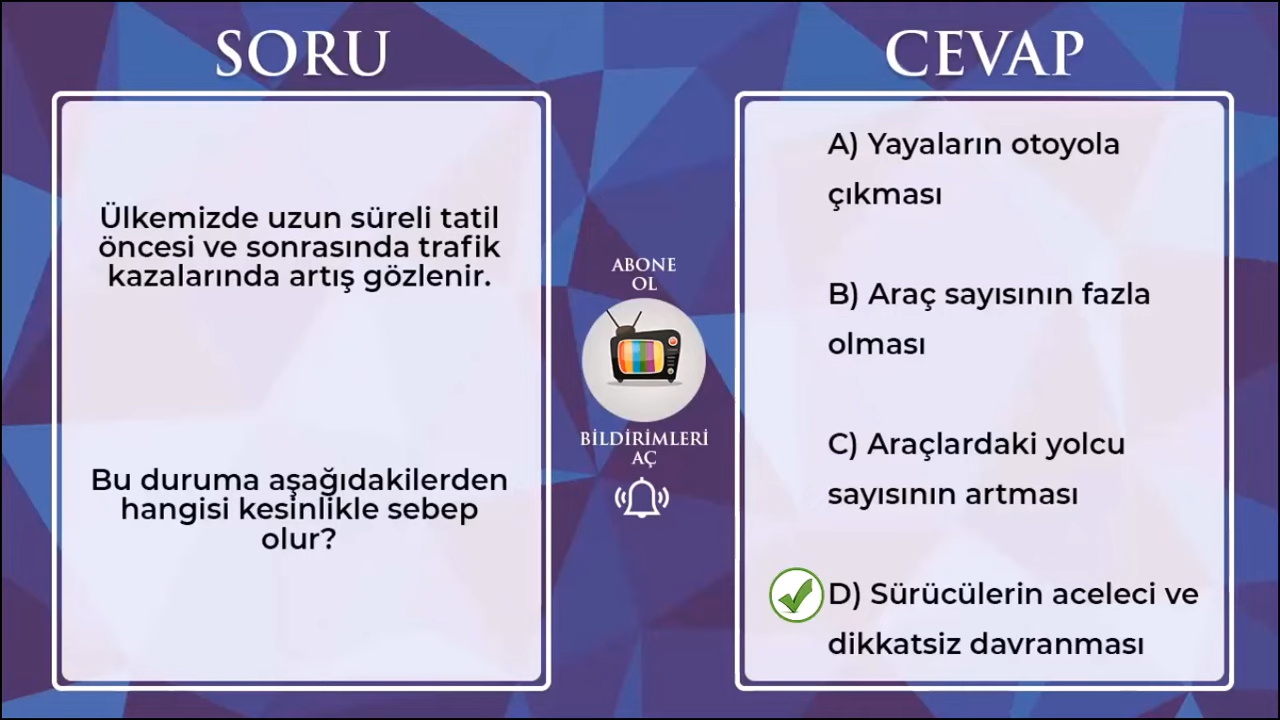 SORU
Ülkemizde uzun süreli tatil
öncesi ve sonrasında trafik
kazalarında artış gözlenir.
Bu duruma aşağıdakilerden
hangisi kesinlikle sebep
olur?
ABONE
OL
BİLDİRİMLERİ
AÇ
CEVAP
A) Yayaların otoyola
çıkması
B) Araç sayısının fazla
olması
C) Araçlardaki yolcu
sayısının artması
D) Sürücülerin aceleci ve
dikkatsiz davranması